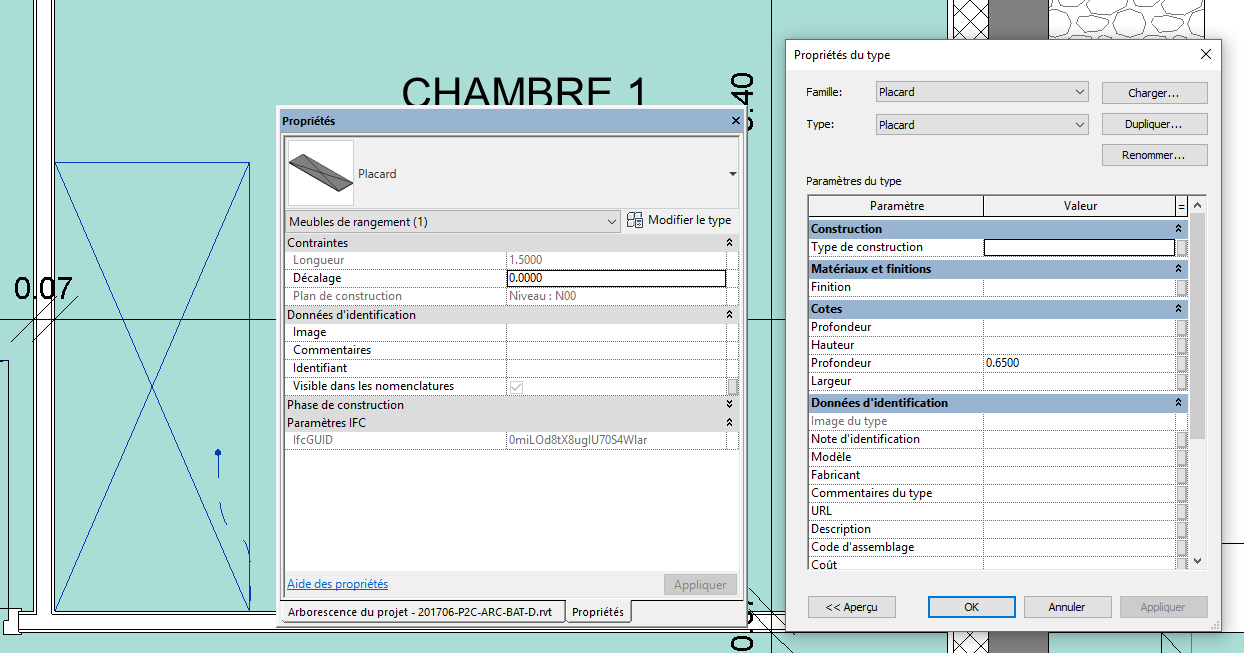 CHAMBRE 1
.40
0.07
Propriétés
Placard
Meubles de rangement (1)
Modifier le type
Contraintes
Longueur 1.5000
Décalage 0.0000
Plan de construction Niveau : N00
Données d'identification
Image
Commentaires
Identifiant
Visible dans les nomenclatures
Phase de construction
Paramètres IFC
IfcGUID 0miLOd8tX8uglU70S4Wlar
Aide des propriétés
Appliquer
Arborescence du projet - 201706-P2C-ARC-BAT-D.rvt
Propriétés
Propriétés du type
Famille: Placard
Charger...
Type: Placard
Dupliquer...
Renommer...
Paramètres du type
Paramètre Valeur =
Construction
Type de construction
Matériaux et finitions
Finition
Cotes
Profondeur
Hauteur
Profondeur 0.6500
Largeur
Données d'identification
Image du type
Note d'identification
Modèle
Fabricant
Commentaires du type
URL
Description
Code d'assemblage
Coût
<< Aperçu
OK
Annuler
Appliquer